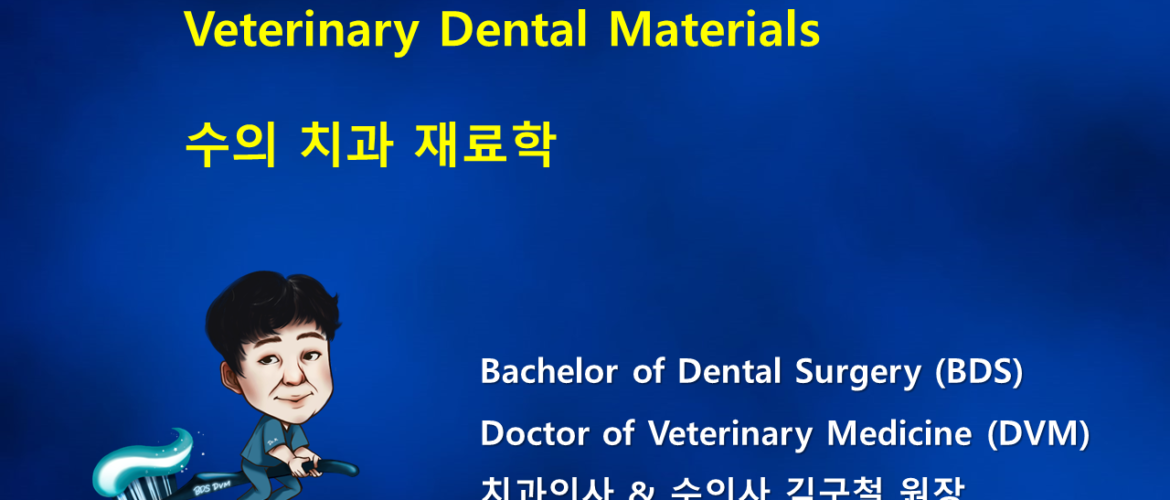 Veterinary Dental Materials
수의 치과 재료학
Bachelor of Dental Surgery (BDS)
Doctor of Veterinary Medicine (DVM)
치과의사 & 수의사 김구철 원장
BDS DVM